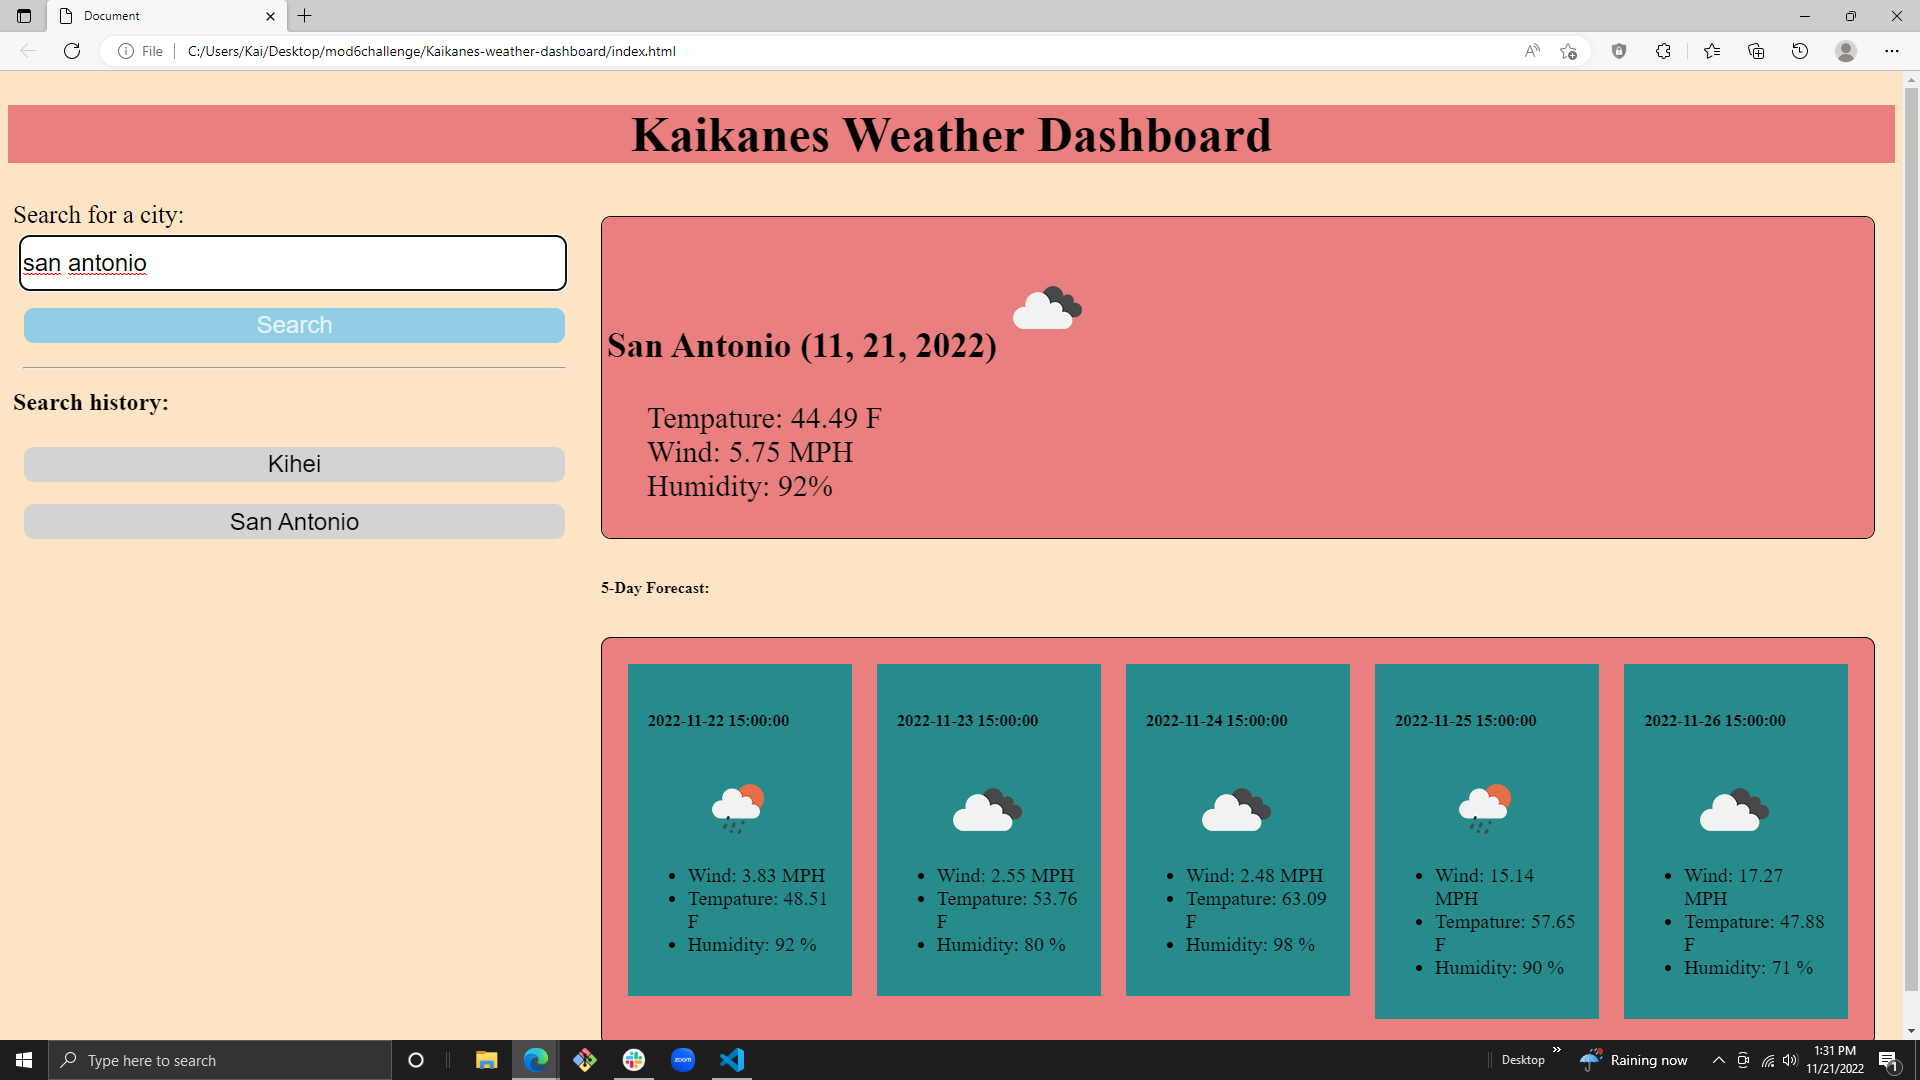 Document
File
C:/Users/Kai/Desktop/mod6challenge/Kaikanes-weather-dashboard/index.html
Kaikanes Weather Dashboard
Search for a city:
san antonio
Search
Search history:
Kihei
San Antonio
San Antonio (11, 21, 2022)
Tempature: 44.49 F
Wind: 5.75 MPH
Humidity: 92%
5-Day Forecast:
2022-11-22 15:00:00
Wind: 3.83 MPH
Tempature: 48.51
F
Humidity: 92 %
2022-11-23 15:00:00
Wind: 2.55 MPH
Tempature: 53.76
F
Humidity: 80 %
2022-11-24 15:00:00
Wind: 2.48 MPH
Tempature: 63.09
F
Humidity: 98 %
2022-11-25 15:00:00
Wind: 15.14
MPH
Tempature: 57.65
F
Humidity: 90 %
2022-11-26 15:00:00
Wind: 17.27
MPH
Tempature: 47.88
F
Humidity: 71 %
Type here to search
zoom
Desktop
Raining now
1:31 PM
11/21/2022
1